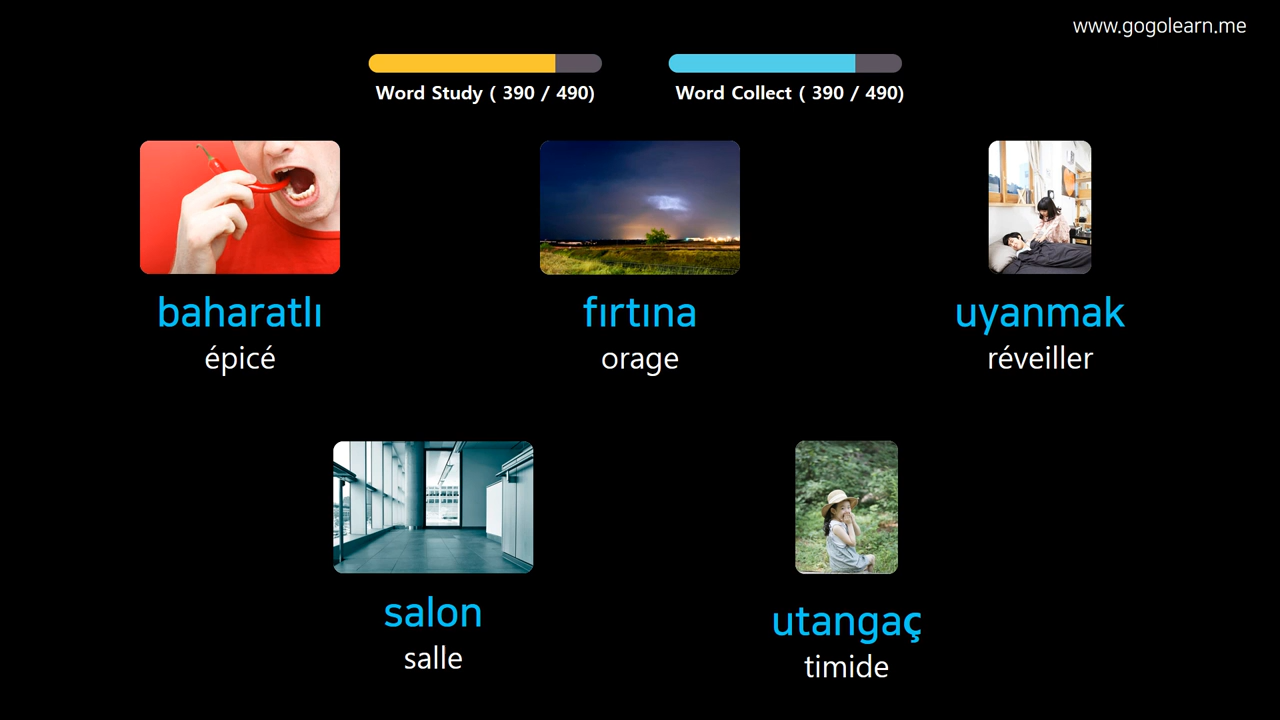 www.gogolearn.me
Word Study ( 390 / 490)
Word Collect ( 390 / 490)
baharatlı
épicé
fırtına
orage
uyanmak
réveiller
salon
salle
utangaç
timide